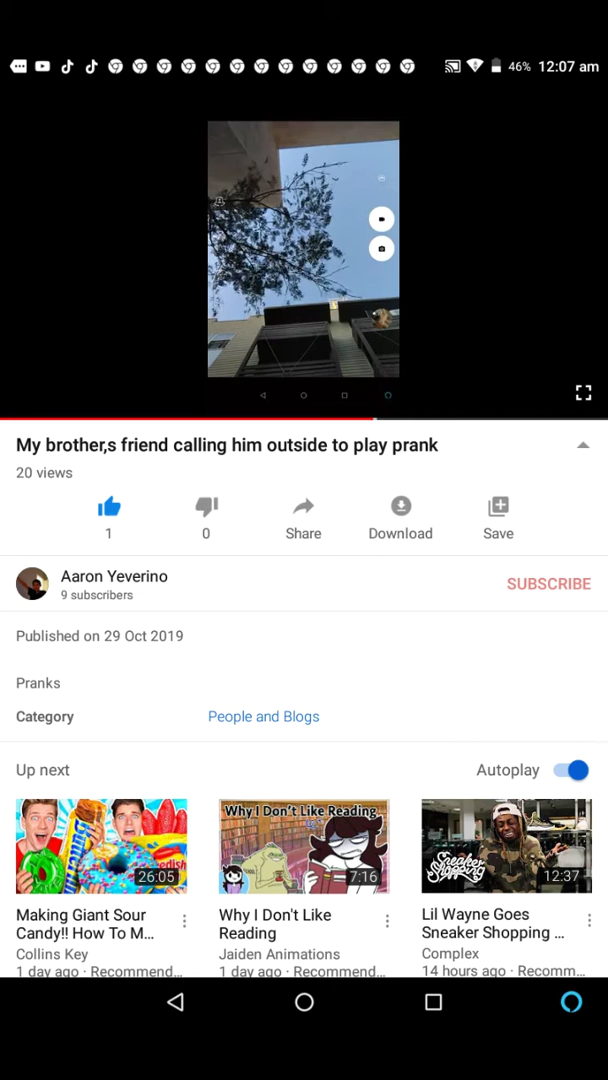 46% 12:07 am
My brother,s friend calling him outside to play prank
20 views
1 0 Share Download Save
Aaron Yeverino
9 subscribers
SUBSCRIBE
Published on 29 Oct 2019
Pranks
Category People and Blogs
Up next Autoplay
26:05
Why I Don't Like Reading
7:16
Sneaker Shopping
12:37
Making Giant Sour
Candy!! How To M...
Collins Key
1 day ago · Recommend...
Why I Don't Like
Reading
Jaiden Animations
1 day ago · Recommend...
Lil Wayne Goes
Sneaker Shopping ...
Complex
14 hours ago · Recomm...